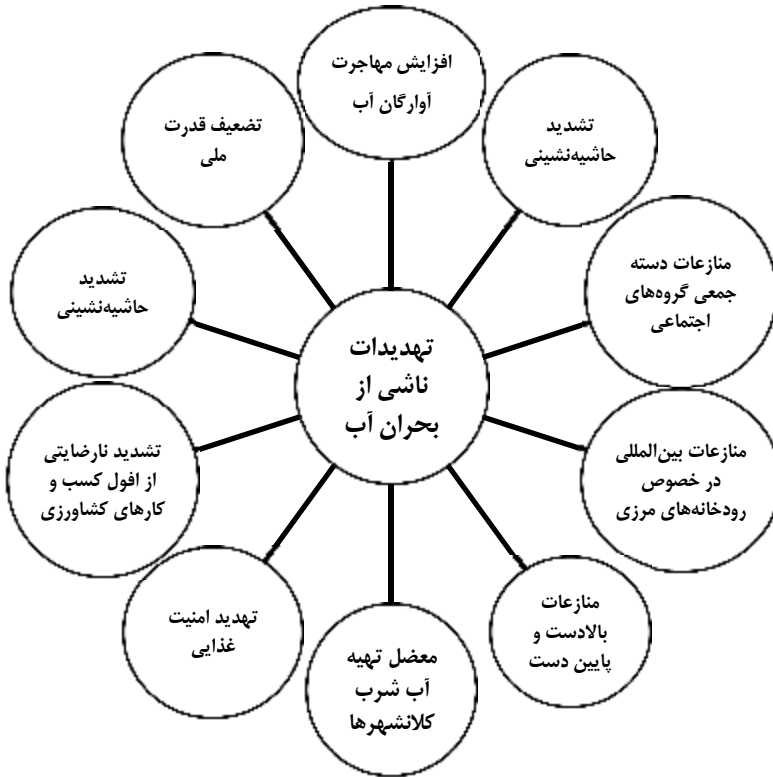 افزایش مهاجرت
آوارگان آب
تشدید
حاشیه‌نشینی
منازعات دسته
جمعی گروه‌های
اجتماعی
منازعات بین‌المللی
در خصوص
رودخانه‌های مرزی
منازعات
بالادست و
پایین دست
معضل تهیه
آب شرب
کلانشهرها
تهدید امنیت
غذایی
تشدید نارضایتی
از افول کسب و
کارهای کشاورزی
تشدید
حاشیه‌نشینی
تضعیف قدرت
ملی
تهدیدات
ناشی از
بحران آب